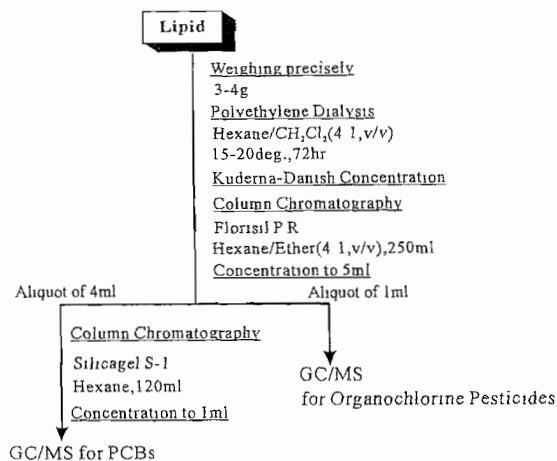 Lipid
Weighing precisely
3-4g
Polyethylene Dialysis
Hexane/CH₂Cl₂(4 1,v/v)
15-20deg.,72hr
Kuderna-Danish Concentration
Column Chromatography
Florisil P R
Hexane/Ether(4 1,v/v),250ml
Concentration to 5ml
Aliquot of 4ml
Aliquot of 1ml
Column Chromatography
Silicagel S-1
Hexane,120ml
Concentration to 1ml
GC/MS for PCBs
GC/MS
for Organochlorine Pesticides